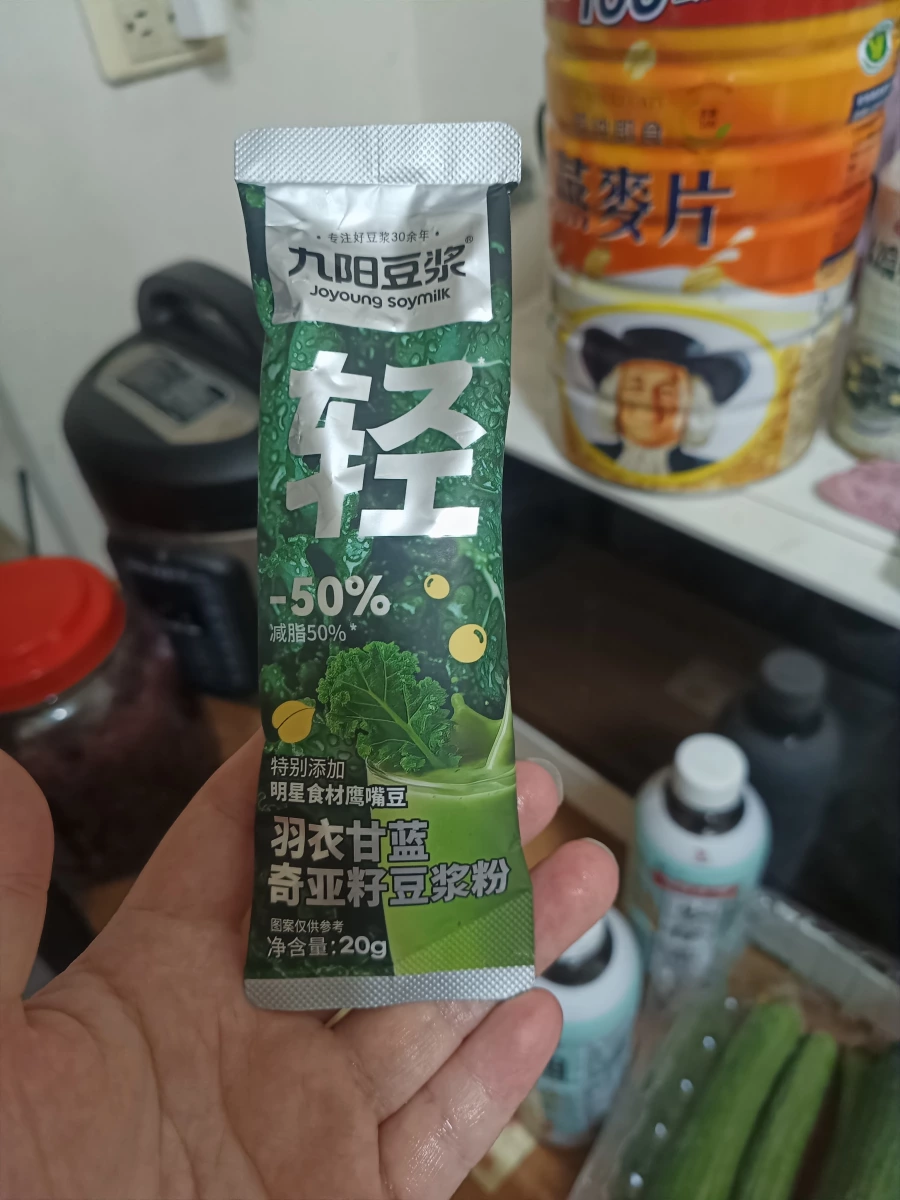 • 专注好豆浆30余年 •
九阳豆浆®
Joyoung Soymilk
轻
-50%
减脂50%*
特别添加
明星食材鹰嘴豆
羽衣甘蓝
奇亚籽豆浆粉
图案仅供参考
净含量:20g
100
燕麥片